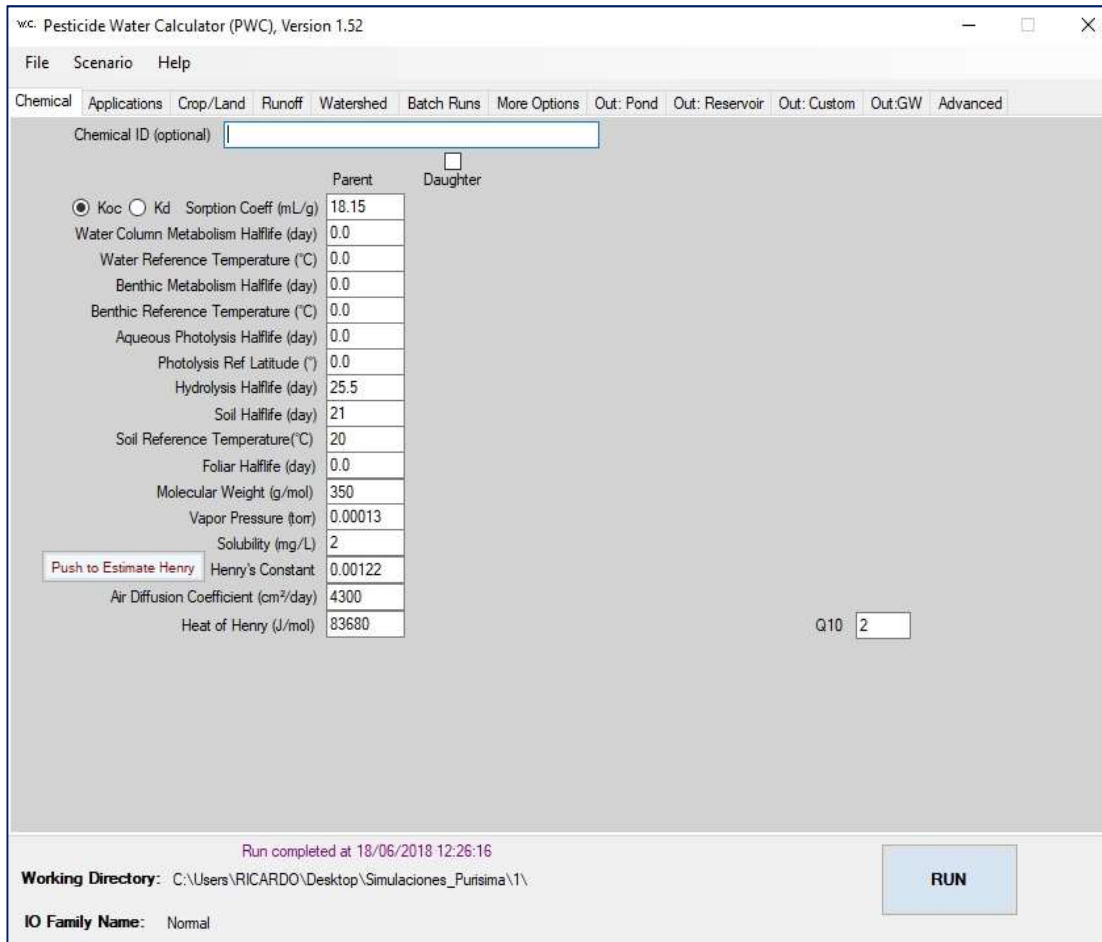 w.c. Pesticide Water Calculator (PWC), Version 1.52
File Scenario Help
Chemical Applications Crop/Land Runoff Watershed Batch Runs More Options Out: Pond Out: Reservoir Out: Custom Out:GW Advanced
Chemical ID (optional)
Parent Daughter
Koc Kd Sorption Coeff (mL/g) 18.15
Water Column Metabolism Halflife (day) 0.0
Water Reference Temperature (°C) 0.0
Benthic Metabolism Halflife (day) 0.0
Benthic Reference Temperature (°C) 0.0
Aqueous Photolysis Halflife (day) 0.0
Photolysis Ref Latitude (°) 0.0
Hydrolysis Halflife (day) 25.5
Soil Halflife (day) 21
Soil Reference Temperature(°C) 20
Foliar Halflife (day) 0.0
Molecular Weight (g/mol) 350
Vapor Pressure (torr) 0.00013
Solubility (mg/L) 2
Push to Estimate Henry Henry's Constant 0.00122
Air Diffusion Coefficient (cm²/day) 4300
Heat of Henry (J/mol) 83680 Q10 2
Run completed at 18/06/2018 12:26:16
Working Directory: C:\Users\RICARDO\Desktop\Simulaciones_Purisima\1\ RUN
IO Family Name: Normal